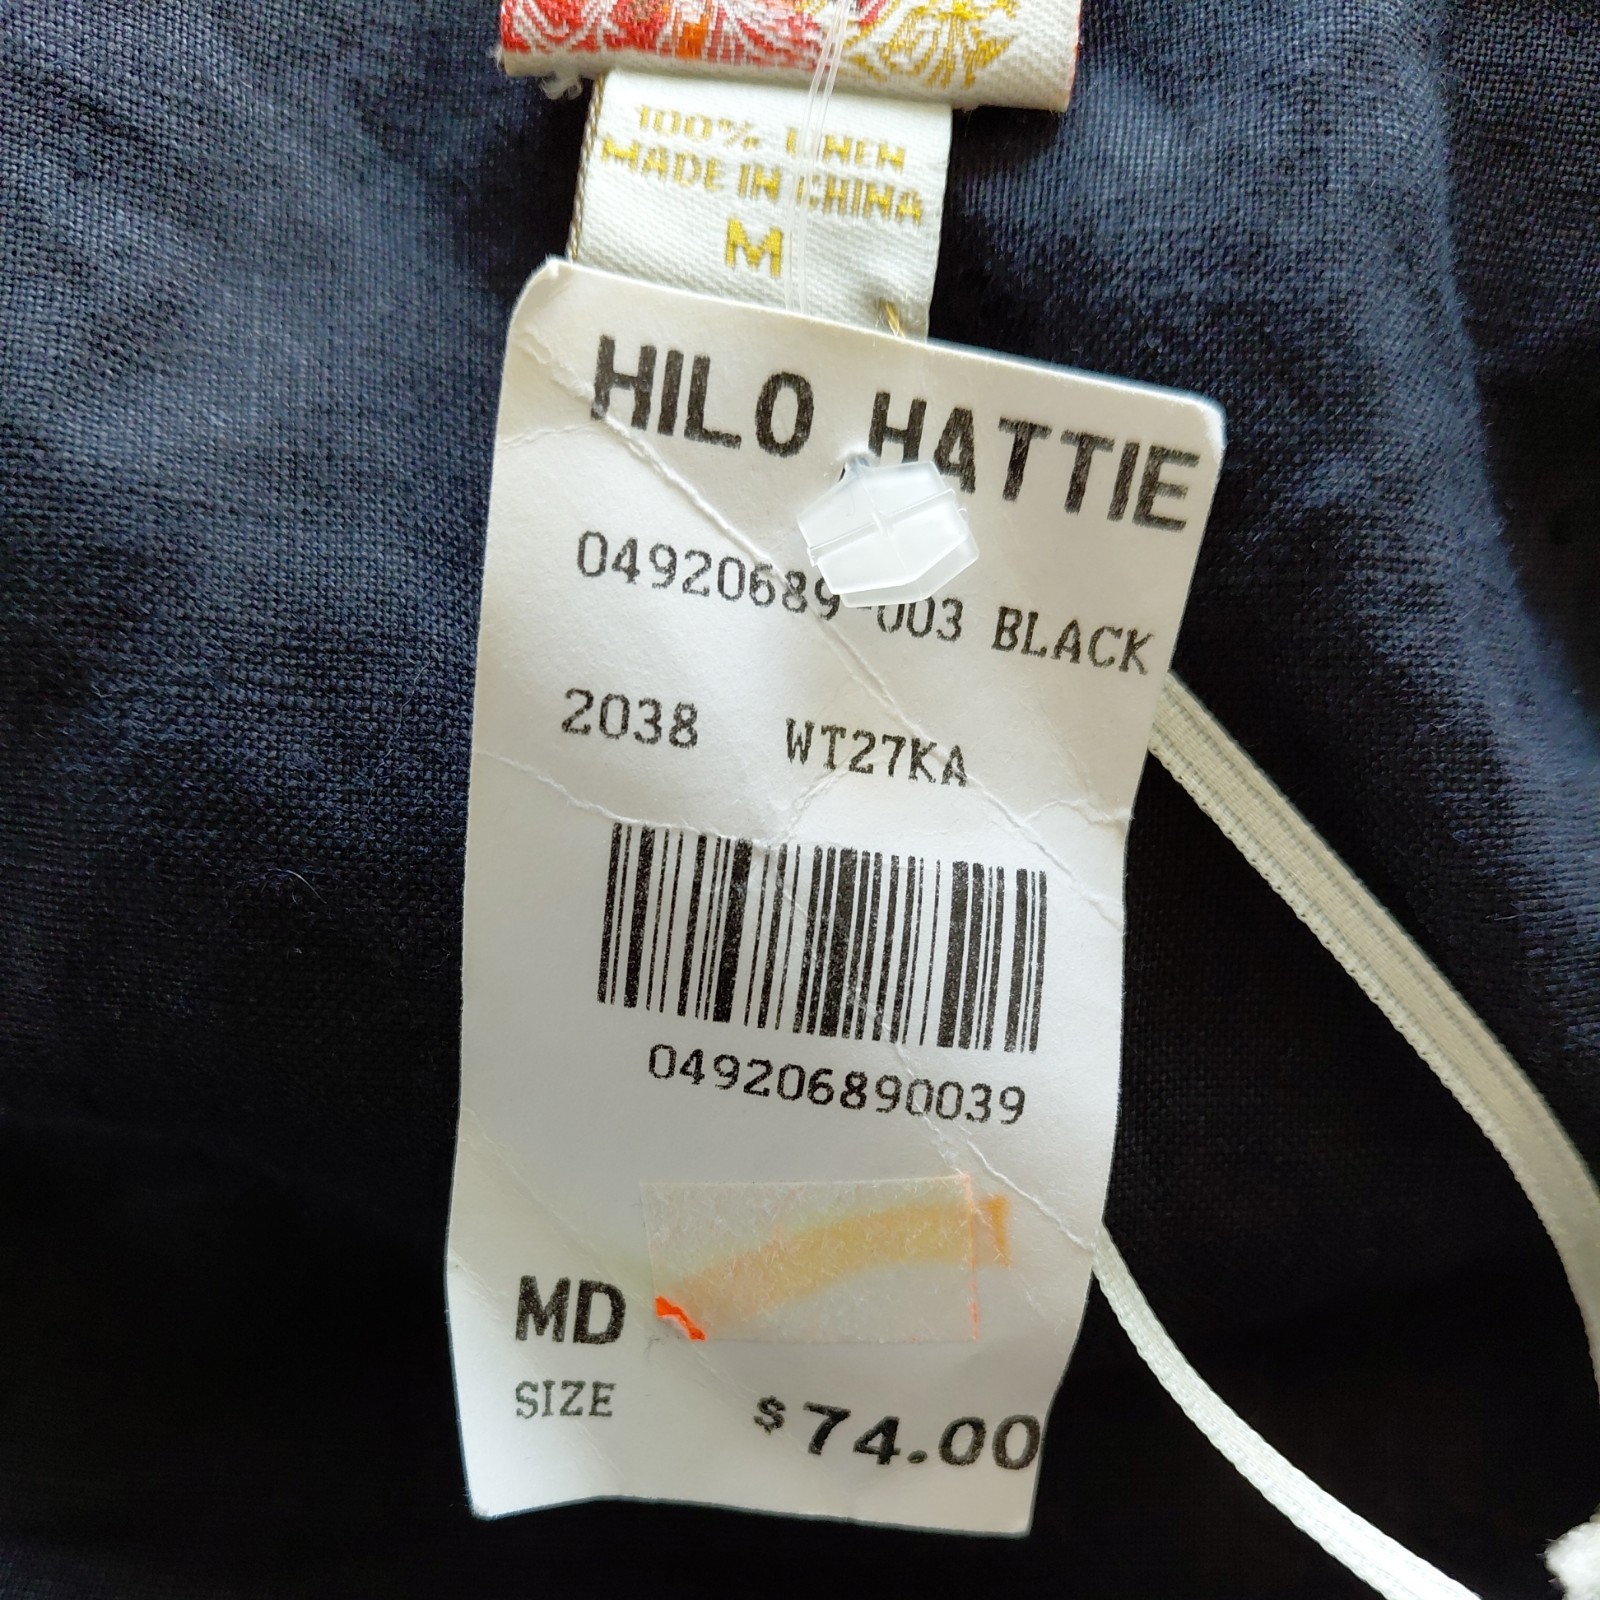 100% LINEN
MADE IN CHINA
M
HILO HATTIE
04920689-003 BLACK
2038 WT27KA
049206890039
MD
SIZE
$74.00